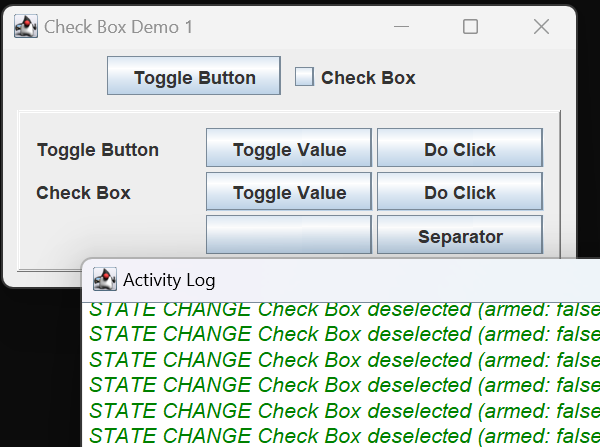 Check Box Demo 1
Toggle Button Check Box
Toggle Button Toggle Value Do Click
Check Box Toggle Value Do Click
Separator
Activity Log
STATE CHANGE Check Box deselected (armed: false
STATE CHANGE Check Box deselected (armed: false
STATE CHANGE Check Box deselected (armed: false
STATE CHANGE Check Box deselected (armed: false
STATE CHANGE Check Box deselected (armed: false
STATE CHANGE Check Box deselected (armed: false